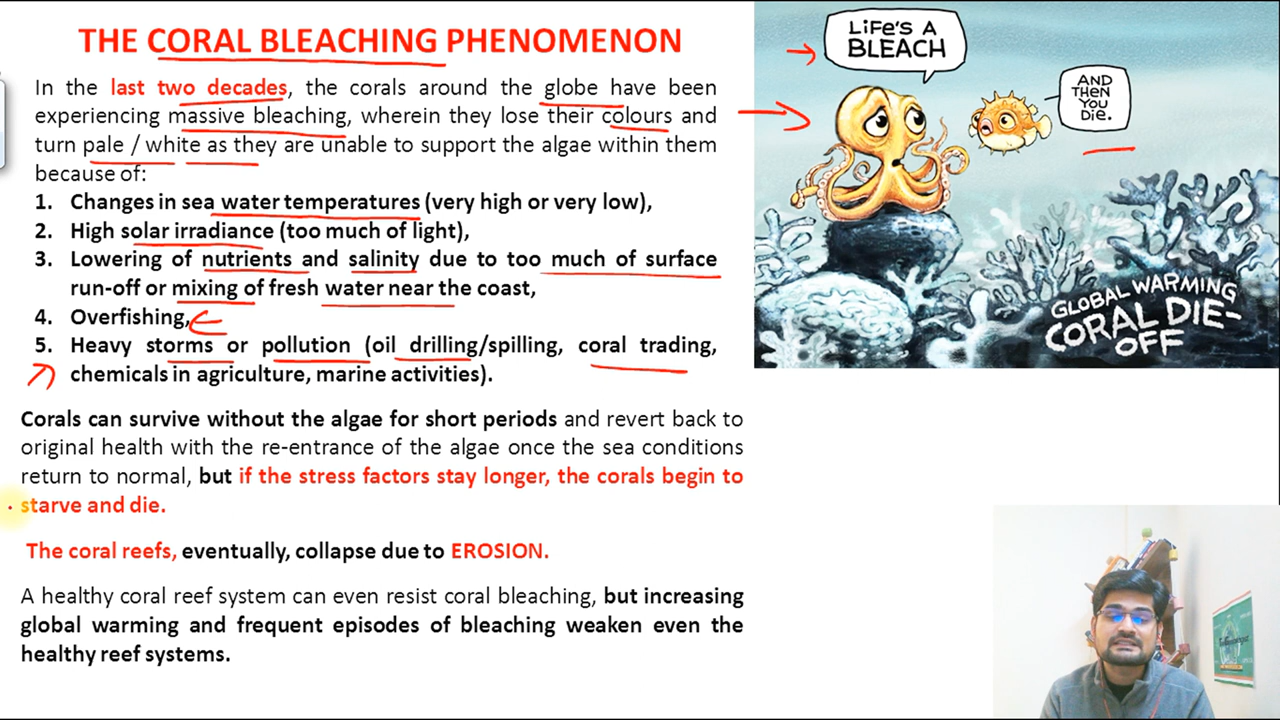 THE CORAL BLEACHING PHENOMENON
In the last two decades, the corals around the globe have been
experiencing massive bleaching, wherein they lose their colours and
turn pale / white as they are unable to support the algae within them
because of:
1. Changes in sea water temperatures (very high or very low),
2. High solar irradiance (too much of light),
3. Lowering of nutrients and salinity due to too much of surface
run-off or mixing of fresh water near the coast,
4. Overfishing,
5. Heavy storms or pollution (oil drilling/spilling, coral trading,
chemicals in agriculture, marine activities).
Corals can survive without the algae for short periods and revert back to
original health with the re-entrance of the algae once the sea conditions
return to normal, but if the stress factors stay longer, the corals begin to
starve and die.
The coral reefs, eventually, collapse due to EROSION.
A healthy coral reef system can even resist coral bleaching, but increasing
global warming and frequent episodes of bleaching weaken even the
healthy reef systems.
LiFe'S A
BLEACH
AND
THEN
YOU
DiE.
GLOBAL WARMING
CORAL DIE-
OFF